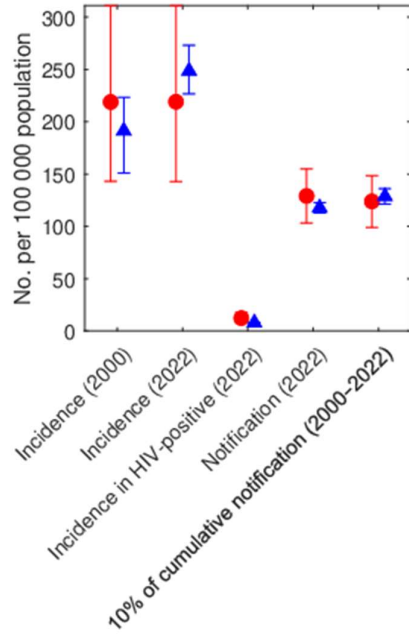 No. per 100 000 population
300
250
200
150
100
50
0
Incidence (2000)
Incidence (2022)
Incidence in HIV-positive (2022)
Notification (2022)
10% of cumulative notification (2000–2022)